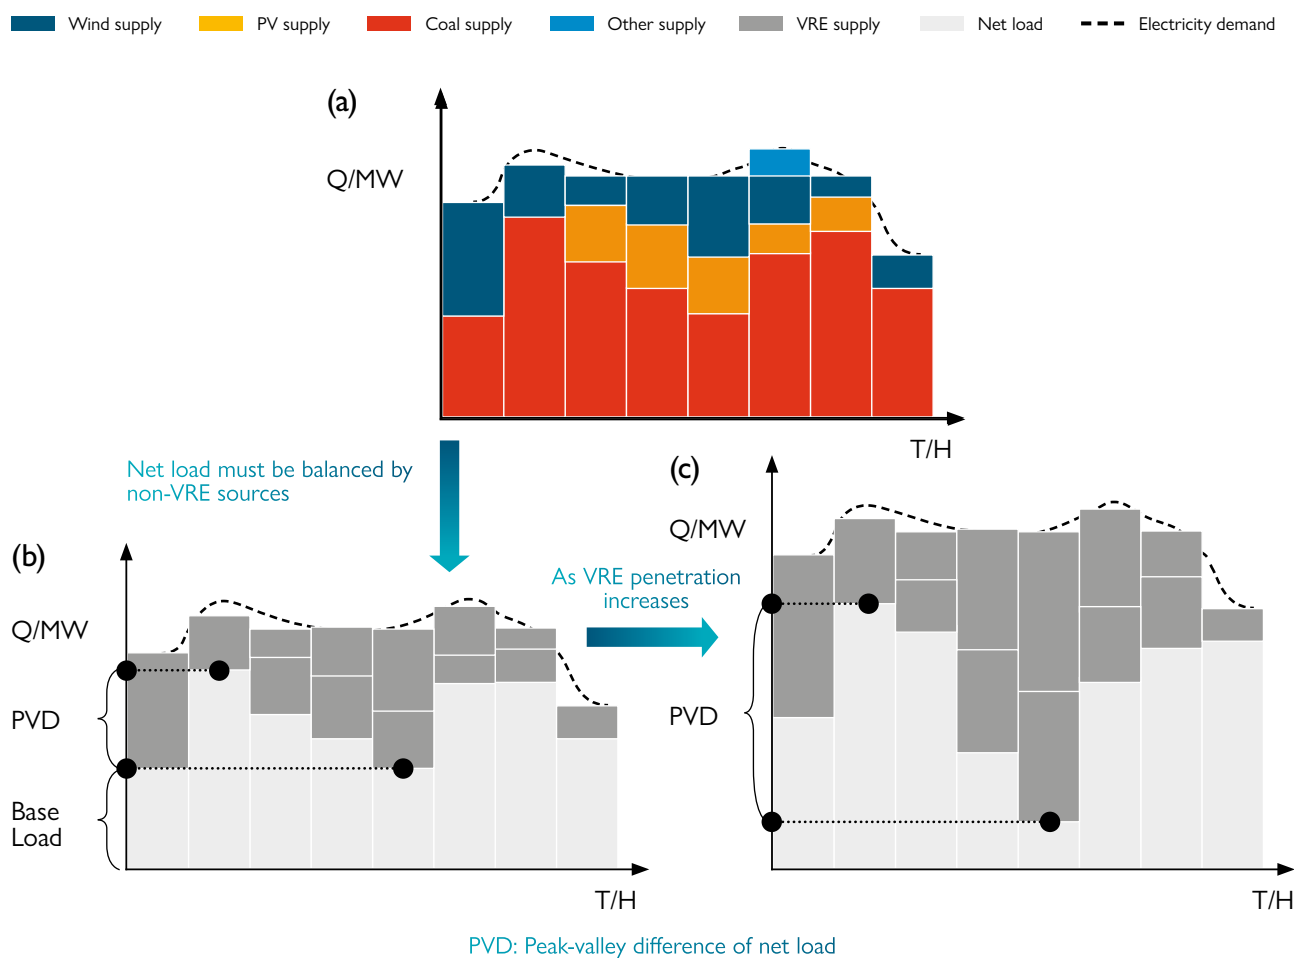 Wind supply PV supply Coal supply Other supply VRE supply Net load Electricity demand
(a)
Q/MW
T/H
Net load must be balanced by
non-VRE sources
(b)
Q/MW
PVD
Base
Load
T/H
As VRE penetration
increases
(c)
Q/MW
PVD
T/H
PVD: Peak-valley difference of net load